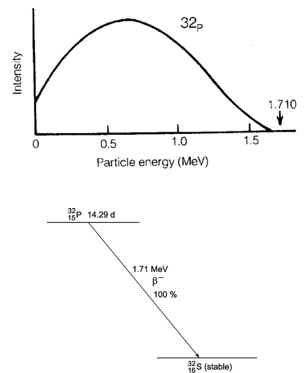 32P
Intensity
1.710
0 0.5 1.0 1.5
Particle energy (MeV)
32
15P 14.29 d
1.71 MeV
β−
100 %
32
16S (stable)